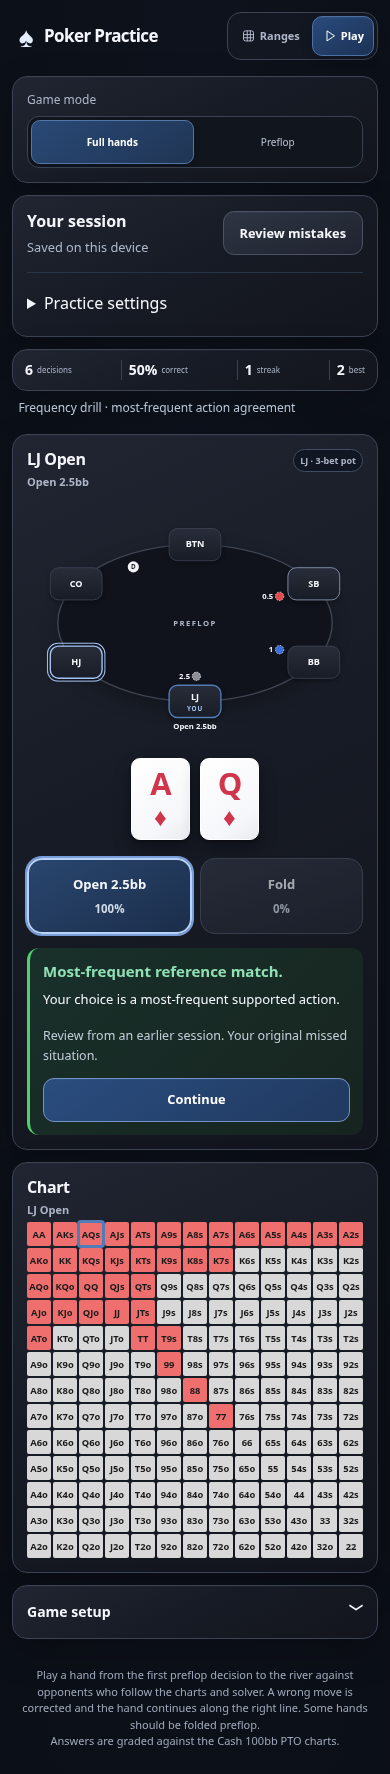 Poker Practice
Ranges
Play
Game mode
Full hands
Preflop
Your session
Saved on this device
Review mistakes
Practice settings
6 decisions
50% correct
1 streak
2 best
Frequency drill · most-frequent action agreement
LJ Open
LJ · 3-bet pot
Open 2.5bb
BTN
D
CO
SB
0.5
PREFLOP
HJ
1
BB
2.5
LJ
YOU
Open 2.5bb
A
Q
Open 2.5bb
100%
Fold
0%
Most-frequent reference match.
Your choice is a most-frequent supported action.
Review from an earlier session. Your original missed
situation.
Continue
Chart
LJ Open
AA AKs AQs AJs ATs A9s A8s A7s A6s A5s A4s A3s A2s
AKo KK KQs KJs KTs K9s K8s K7s K6s K5s K4s K3s K2s
AQo KQo QQ QJs QTs Q9s Q8s Q7s Q6s Q5s Q4s Q3s Q2s
AJo KJo QJo JJ JTs J9s J8s J7s J6s J5s J4s J3s J2s
ATo KTo QTo JTo TT T9s T8s T7s T6s T5s T4s T3s T2s
A9o K9o Q9o J9o T9o 99 98s 97s 96s 95s 94s 93s 92s
A8o K8o Q8o J8o T8o 98o 88 87s 86s 85s 84s 83s 82s
A7o K7o Q7o J7o T7o 97o 87o 77 76s 75s 74s 73s 72s
A6o K6o Q6o J6o T6o 96o 86o 76o 66 65s 64s 63s 62s
A5o K5o Q5o J5o T5o 95o 85o 75o 65o 55 54s 53s 52s
A4o K4o Q4o J4o T4o 94o 84o 74o 64o 54o 44 43s 42s
A3o K3o Q3o J3o T3o 93o 83o 73o 63o 53o 43o 33 32s
A2o K2o Q2o J2o T2o 92o 82o 72o 62o 52o 42o 32o 22
Game setup
Play a hand from the first preflop decision to the river against
opponents who follow the charts and solver. A wrong move is
corrected and the hand continues along the right line. Some hands
should be folded preflop.
Answers are graded against the Cash 100bb PTO charts.